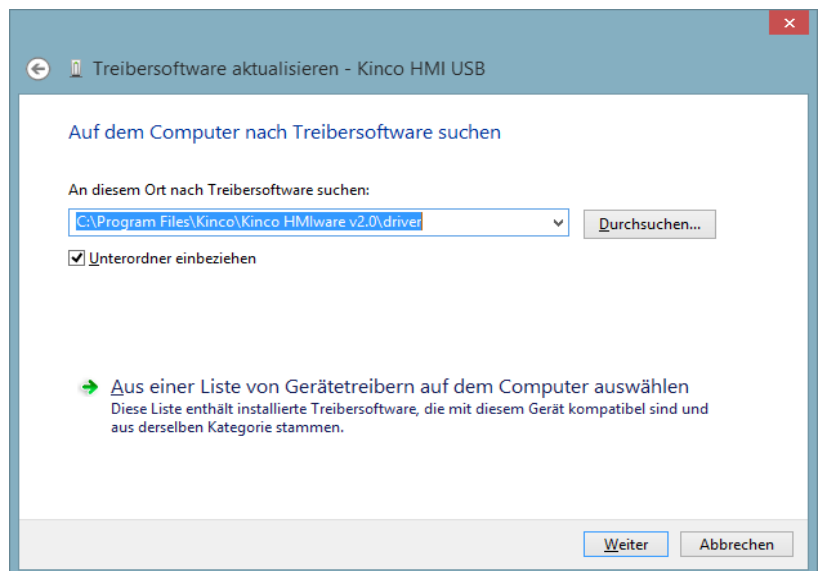 Treibersoftware aktualisieren - Kinco HMI USB
Auf dem Computer nach Treibersoftware suchen
An diesem Ort nach Treibersoftware suchen:
C:\Program Files\Kinco\Kinco HMIware v2.0\driver
Durchsuchen...
Unterordner einbeziehen
Aus einer Liste von Gerätetreibern auf dem Computer auswählen
Diese Liste enthält installierte Treibersoftware, die mit diesem Gerät kompatibel sind und
aus derselben Kategorie stammen.
Weiter
Abbrechen